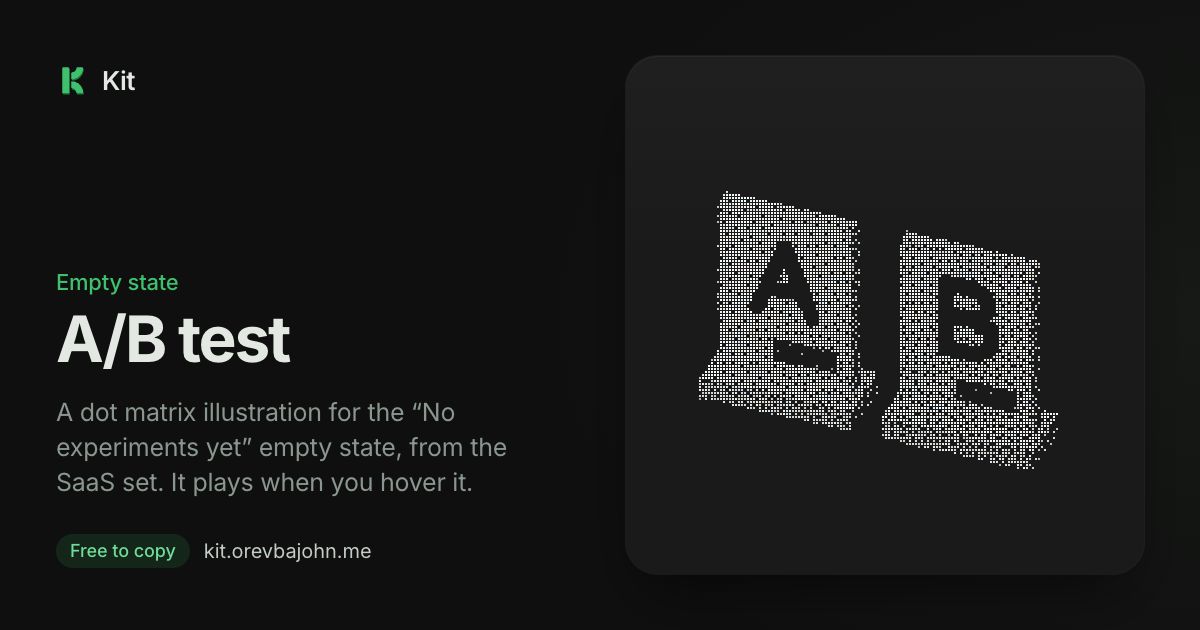 Kit
Empty state
A/B test
A dot matrix illustration for the “No
experiments yet” empty state, from the
SaaS set. It plays when you hover it.
Free to copy
kit.orevbajohn.me
A
B